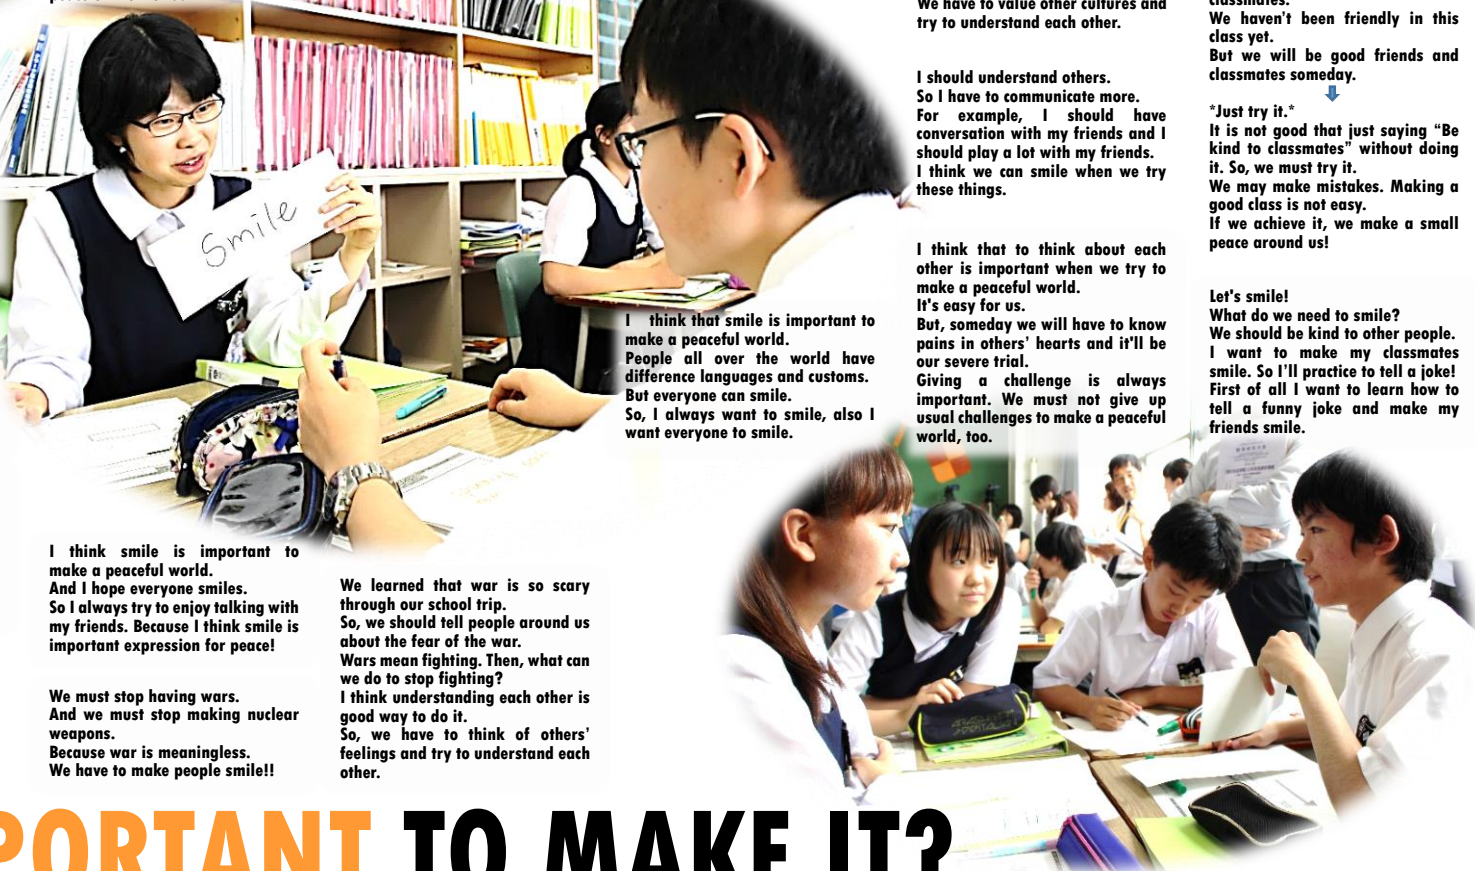 We have to value other cultures and
try to understand each other.
I should understand others.
So I have to communicate more.
For example, I should have
conversation with my friends and I
should play a lot with my friends.
I think we can smile when we try
these things.
I think that to think about each
other is important when we try to
make a peaceful world.
It's easy for us.
But, someday we will have to know
pains in others' hearts and it'll be
our severe trial.
Giving a challenge is always
important. We must not give up
usual challenges to make a peaceful
world, too.
classmates.
We haven't been friendly in this
class yet.
But we will be good friends and
classmates someday.
*Just try it.*
It is not good that just saying “Be
kind to classmates” without doing
it. So, we must try it.
We may make mistakes. Making a
good class is not easy.
If we achieve it, we make a small
peace around us!
Let's smile!
What do we need to smile?
We should be kind to other people.
I want to make my classmates
smile. So I'll practice to tell a joke!
First of all I want to learn how to
tell a funny joke and make my
friends smile.
Smile
I think that smile is important to
make a peaceful world.
People all over the world have
difference languages and customs.
But everyone can smile.
So, I always want to smile, also I
want everyone to smile.
I think smile is important to
make a peaceful world.
And I hope everyone smiles.
So I always try to enjoy talking with
my friends. Because I think smile is
important expression for peace!
We must stop having wars.
And we must stop making nuclear
weapons.
Because war is meaningless.
We have to make people smile!!
We learned that war is so scary
through our school trip.
So, we should tell people around us
about the fear of the war.
Wars mean fighting. Then, what can
we do to stop fighting?
I think understanding each other is
good way to do it.
So, we have to think of others'
feelings and try to understand each
other.
PORTANT TO MAKE IT?